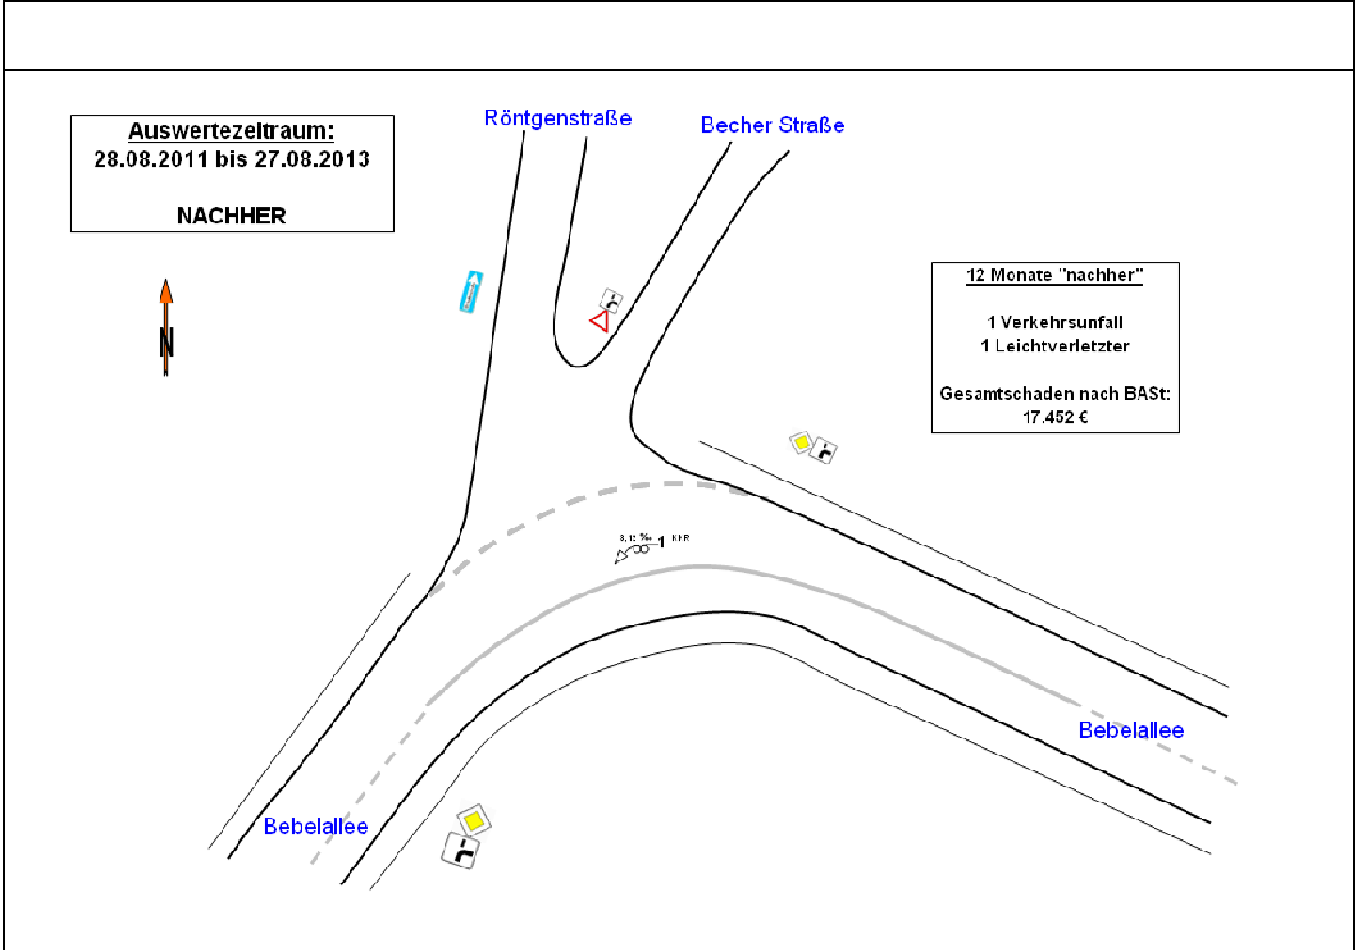 Röntgenstraße
Becher Straße
Auswertezeitraum:
28.08.2011 bis 27.08.2013
NACHHER
12 Monate "nachher"
1 Verkehrsunfall
1 Leichtverletzter
Gesamtschaden nach BASt:
17.452 €
N
1
Bebelallee
Bebelallee